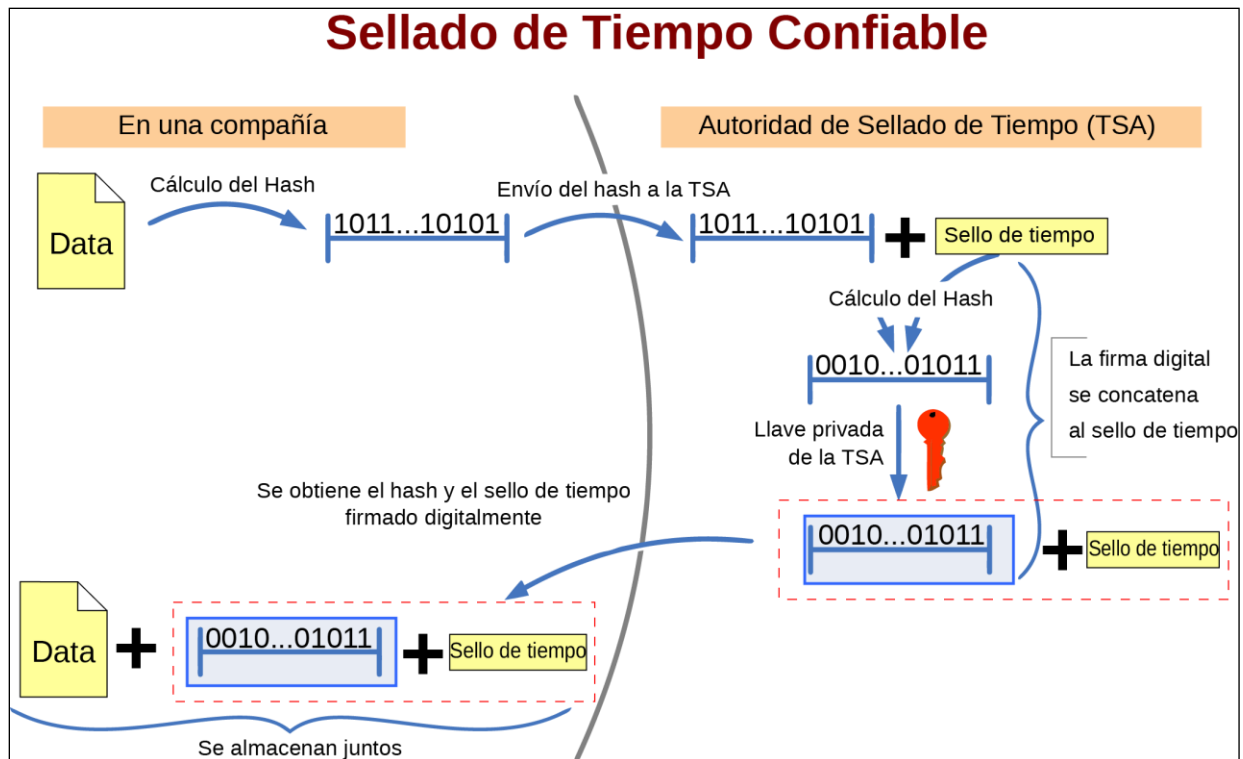 Sellado de Tiempo Confiable
En una compañía
Autoridad de Sellado de Tiempo (TSA)
Data
Cálculo del Hash
1011...10101
Envío del hash a la TSA
1011...10101
Sello de tiempo
Cálculo del Hash
0010...01011
La firma digital
se concatena
al sello de tiempo
Llave privada
de la TSA
0010...01011
Sello de tiempo
Se obtiene el hash y el sello de tiempo
firmado digitalmente
Data
0010...01011
Sello de tiempo
Se almacenan juntos